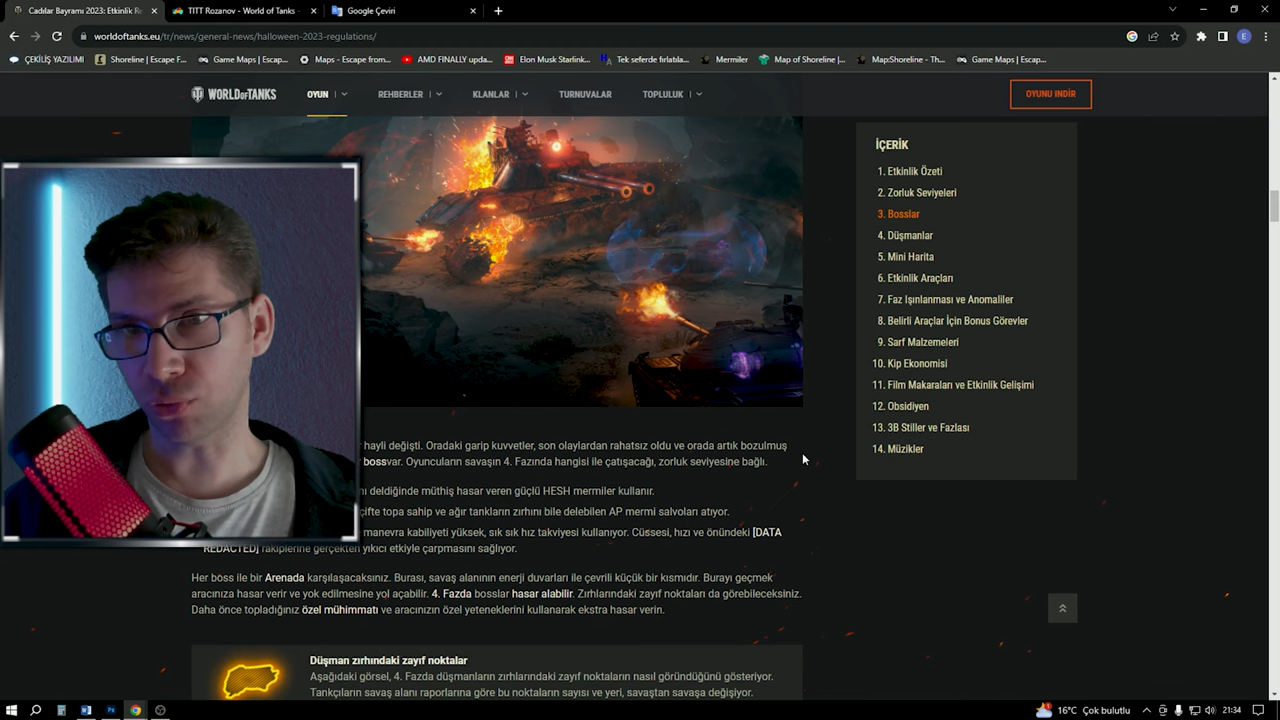 Cadılar Bayramı 2023: Etkinlik Re
TITT Rozanov - World of Tanks -
Google Çeviri
worldoftanks.eu/tr/news/general-news/halloween-2023-regulations/
ÇEKİLİŞ YAZILIMI
Shoreline | Escape F...
Game Maps | Escap...
Maps - Escape from...
AMD FINALLY upda...
Elon Musk Starlink...
Tek seferde fırlatıla...
Mermiler
Map of Shoreline |...
Map:Shoreline - Th...
Game Maps | Escap...
WORLD OF TANKS
OYUN
REHBERLER
KLANLAR
TURNUVALAR
TOPLULUK
OYUNU INDİR
İÇERİK
1. Etkinlik Özeti
2. Zorluk Seviyeleri
3. Bosslar
4. Düşmanlar
5. Mini Harita
6. Etkinlik Araçları
7. Faz Işınlanması ve Anomaliler
8. Belirli Araçlar İçin Bonus Görevler
9. Sarf Malzemeleri
10. Kip Ekonomisi
11. Film Makaraları ve Etkinlik Gelişimi
12. Obsidiyen
13. 3B Stiller ve Fazlası
14. Müzikler
hayli değişti. Oradaki garip kuvvetler, son olaylardan rahatsız oldu ve orada artık bozulmuş
bossvar. Oyuncuların savaşın 4. Fazında hangisi ile çatışacağı, zorluk seviyesine bağlı.
deldiğinde müthiş hasar veren güçlü HESH mermiler kullanır.
çifte topa sahip ve ağır tankların zırhını bile delebilen AP mermi salvoları atıyor.
manevra kabiliyeti yüksek, sık sık hız takviyesi kullanıyor. Cüssesi, hızı ve önündeki [DATA
REDACTED] rakiplerine gerçekten yıkıcı etkiyle çarpmasını sağlıyor.
Her boss ile bir Arenada karşılaşacaksınız. Burası, savaş alanının enerji duvarları ile çevrili küçük bir kısmıdır. Burayı geçmek
aracınıza hasar verir ve yok edilmesine yol açabilir. 4. Fazda bosslar hasar alabilir. Zırhlarındaki zayıf noktaları da görebileceksiniz.
Daha önce topladığınız özel mühimmatı ve aracınızın özel yeteneklerini kullanarak ekstra hasar verin.
Düşman zırhındaki zayıf noktalar
Aşağıdaki görsel, 4. Fazda düşmanların zırhlarındaki zayıf noktaların nasıl göründüğünü gösteriyor.
Tankçıların savaş alanı raporlarına göre bu noktaların sayısı ve yeri, savaştan savaşa değişiyor.
16°C Çok bulutlu
21:34